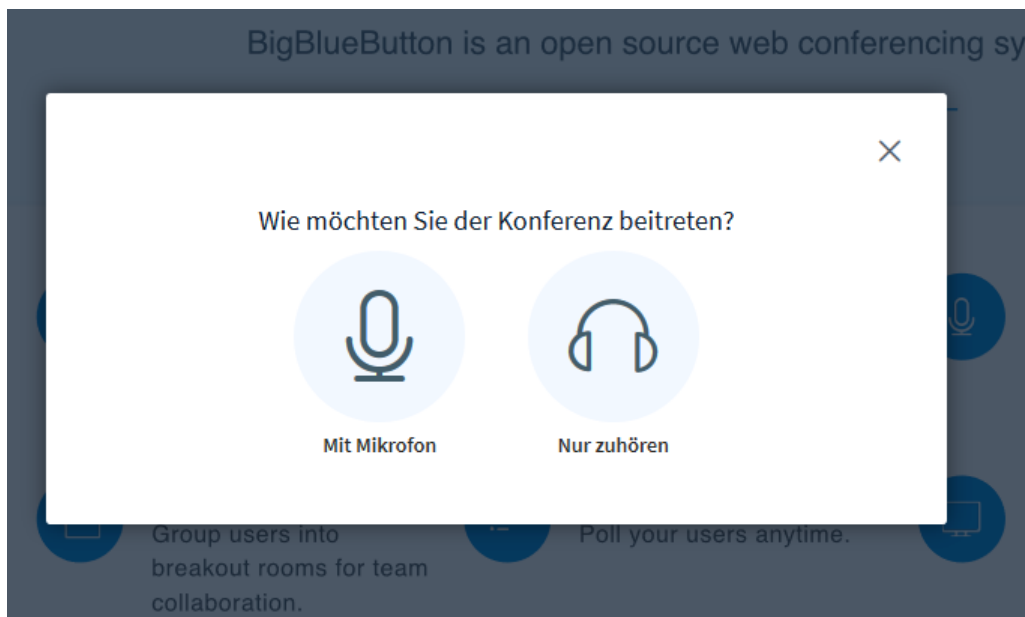 BigBlueButton is an open source web conferencing sy
Wie möchten Sie der Konferenz beitreten?
Mit Mikrofon
Nur zuhören
Group users into
breakout rooms for team
collaboration.
Poll your users anytime.